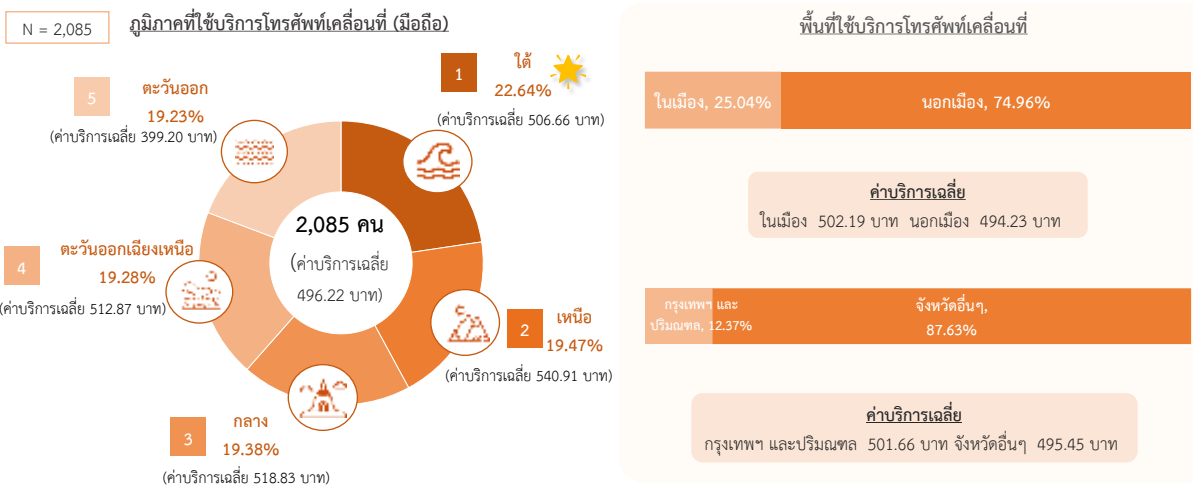 N = 2,085
ภูมิภาคที่ใช้บริการโทรศัพท์เคลื่อนที่ (มือถือ)
1
ใต้
22.64%
(ค่าบริการเฉลี่ย 506.66 บาท)
5
ตะวันออก
19.23%
(ค่าบริการเฉลี่ย 399.20 บาท)
2,085 คน
(ค่าบริการเฉลี่ย
496.22 บาท)
4
ตะวันออกเฉียงเหนือ
19.28%
(ค่าบริการเฉลี่ย 512.87 บาท)
2
เหนือ
19.47%
(ค่าบริการเฉลี่ย 540.91 บาท)
3
กลาง
19.38%
(ค่าบริการเฉลี่ย 518.83 บาท)
พื้นที่ใช้บริการโทรศัพท์เคลื่อนที่
ในเมือง, 25.04%
นอกเมือง, 74.96%
ค่าบริการเฉลี่ย
ในเมือง 502.19 บาท นอกเมือง 494.23 บาท
กรุงเทพฯ และ
ปริมณฑล, 12.37%
จังหวัดอื่นๆ,
87.63%
ค่าบริการเฉลี่ย
กรุงเทพฯ และปริมณฑล 501.66 บาท จังหวัดอื่นๆ 495.45 บาท